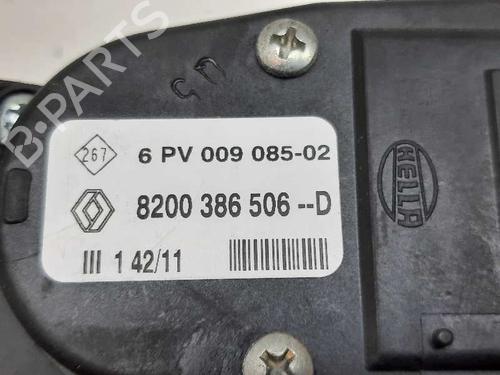 B-PARTS
267
6 PV 009 085-02
8200 386 506 --D
III 1 42/11
HELLA